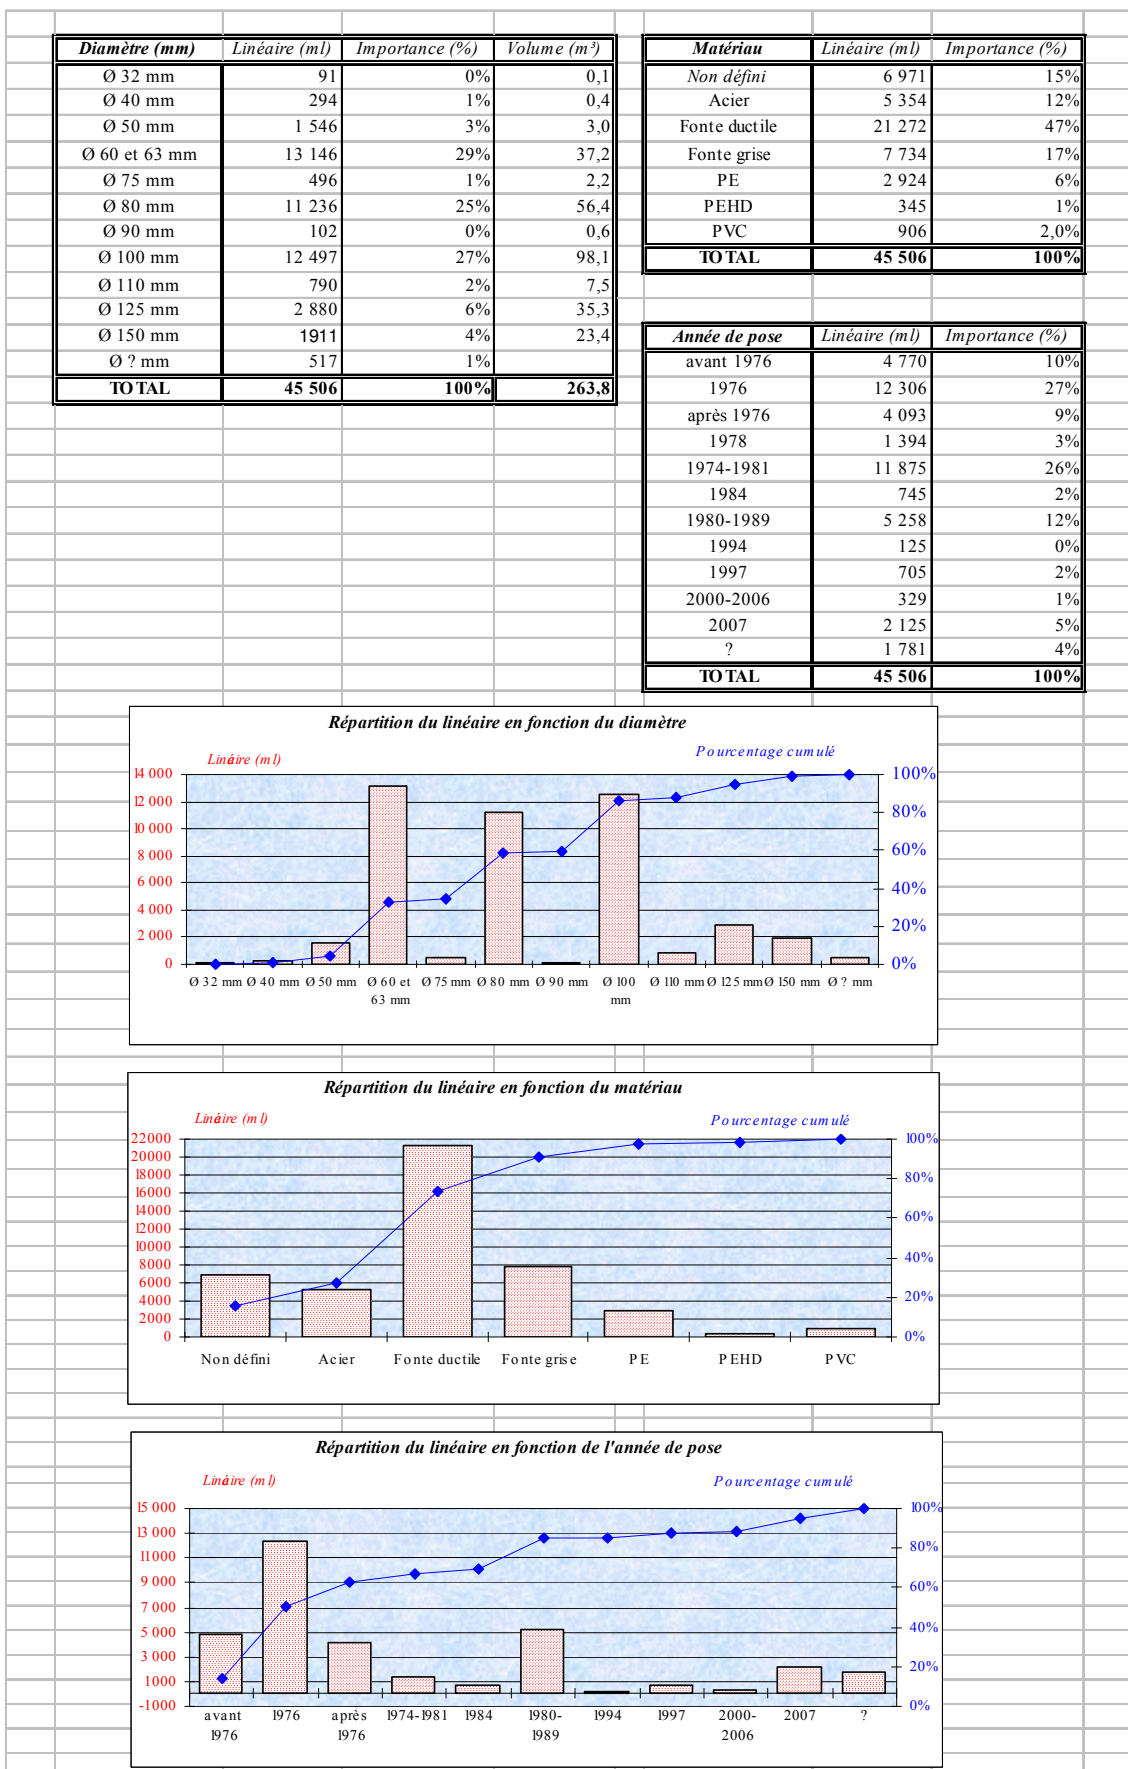 Diamètre (mm) Linéaire (ml) Importance (%) Volume (m³)
Ø 32 mm 91 0% 0,1
Ø 40 mm 294 1% 0,4
Ø 50 mm 1 546 3% 3,0
Ø 60 et 63 mm 13 146 29% 37,2
Ø 75 mm 496 1% 2,2
Ø 80 mm 11 236 25% 56,4
Ø 90 mm 102 0% 0,6
Ø 100 mm 12 497 27% 98,1
Ø 110 mm 790 2% 7,5
Ø 125 mm 2 880 6% 35,3
Ø 150 mm 1911 4% 23,4
Ø ? mm 517 1%
TOTAL 45 506 100% 263,8
Matériau Linéaire (ml) Importance (%)
Non défini 6 971 15%
Acier 5 354 12%
Fonte ductile 21 272 47%
Fonte grise 7 734 17%
PE 2 924 6%
PEHD 345 1%
PVC 906 2,0%
TOTAL 45 506 100%
Année de pose Linéaire (ml) Importance (%)
avant 1976 4 770 10%
1976 12 306 27%
après 1976 4 093 9%
1978 1 394 3%
1974-1981 11 875 26%
1984 745 2%
1980-1989 5 258 12%
1994 125 0%
1997 705 2%
2000-2006 329 1%
2007 2 125 5%
? 1 781 4%
TOTAL 45 506 100%
Répartition du linéaire en fonction du diamètre
Linéaire (ml) Pourcentage cumulé
14 000 100%
12 000 80%
10 000
8 000 60%
6 000
4 000 40%
2 000 20%
0 0%
Ø 32 mm Ø 40 mm Ø 50 mm Ø 60 et Ø 75 mm Ø 80 mm Ø 90 mm Ø 100 Ø 110 mm Ø 125 mm Ø 150 mm Ø ? mm
63 mm mm
Répartition du linéaire en fonction du matériau
Linéaire (ml) Pourcentage cumulé
22000 100%
20000
18000 80%
16000
14000 60%
12000
10000
8000 40%
6000
4000 20%
2000
0 0%
Non défini Acier Fonte ductile Fonte grise PE PEHD PVC
Répartition du linéaire en fonction de l'année de pose
Linéaire (ml) Pourcentage cumulé
15 000 100%
13 000
11 000 80%
9 000 60%
7 000
5 000 40%
3 000 20%
1 000
-1 000 0%
avant 1976 après 1974-1981 1984 1980- 1994 1997 2000- 2007 ?
1976 1976 1989 2006